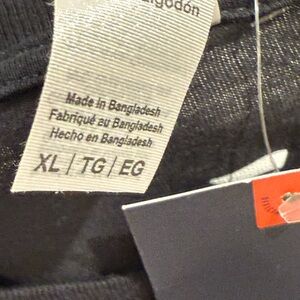 algodón
Made in Bangladesh
Fabriqué au Bangladesh
Hecho en Bangladesh
XL / TG / EG